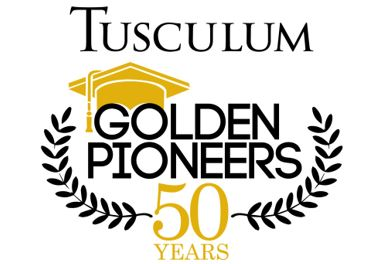 TUSCULUM
GOLDEN
PIONEERS
50
YEARS